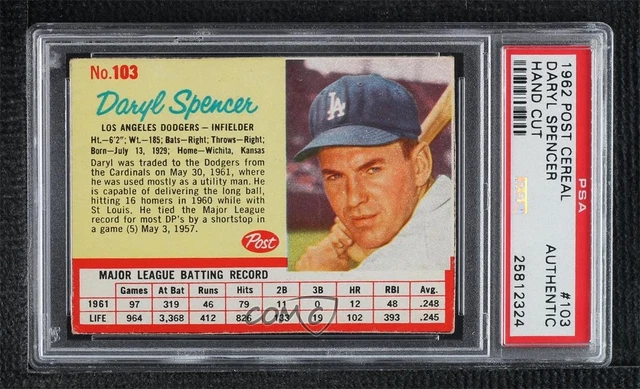 No. 103
Daryl Spencer
LOS ANGELES DODGERS – INFIELDER
Ht.—6'2"; Wt.—185; Bats—Right; Throws—Right;
Born—July 13, 1929; Home—Wichita, Kansas
Daryl was traded to the Dodgers from
the Cardinals on May 30, 1961, where
he was used mostly as a utility man. He
is capable of delivering the long ball,
hitting 16 homers in 1960 while with
St Louis. He tied the Major League
record for most DP's by a shortstop in
a game (5) May 3, 1957.
Post
LA
MAJOR LEAGUE BATTING RECORD
Games At Bat Runs Hits 2B 3B HR RBI Avg.
1961 97 319 46 79 11 0 12 48 .248
LIFE 964 3,368 412 826 133 19 102 393 .245
COMC
PSA
1962 POST CEREAL #103
DARYL SPENCER AUTHENTIC
HAND CUT
25812324